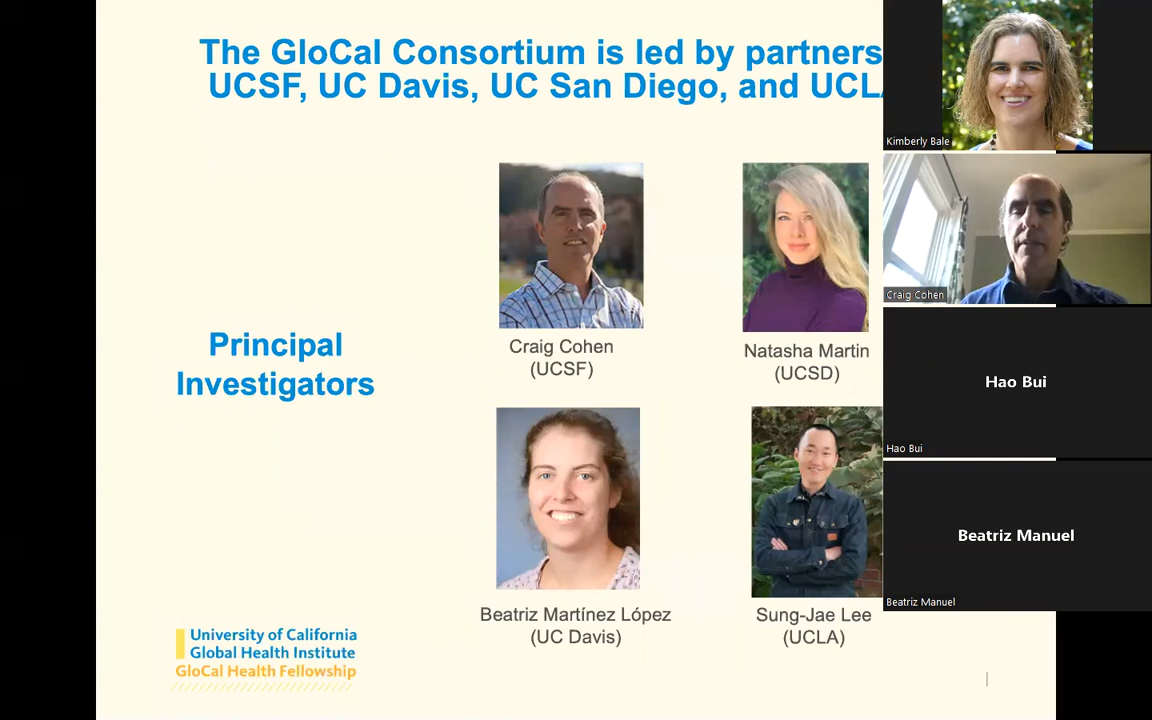 The GloCal Consortium is led by partners
UCSF, UC Davis, UC San Diego, and UCLA
Kimberly Bale
Craig Cohen
Craig Cohen
(UCSF)
Natasha Martin
(UCSD)
Principal
Investigators
Hao Bui
Hao Bui
Beatriz Martínez López
(UC Davis)
Sung-Jae Lee
(UCLA)
Beatriz Manuel
Beatriz Manuel
University of California
Global Health Institute
GloCal Health Fellowship